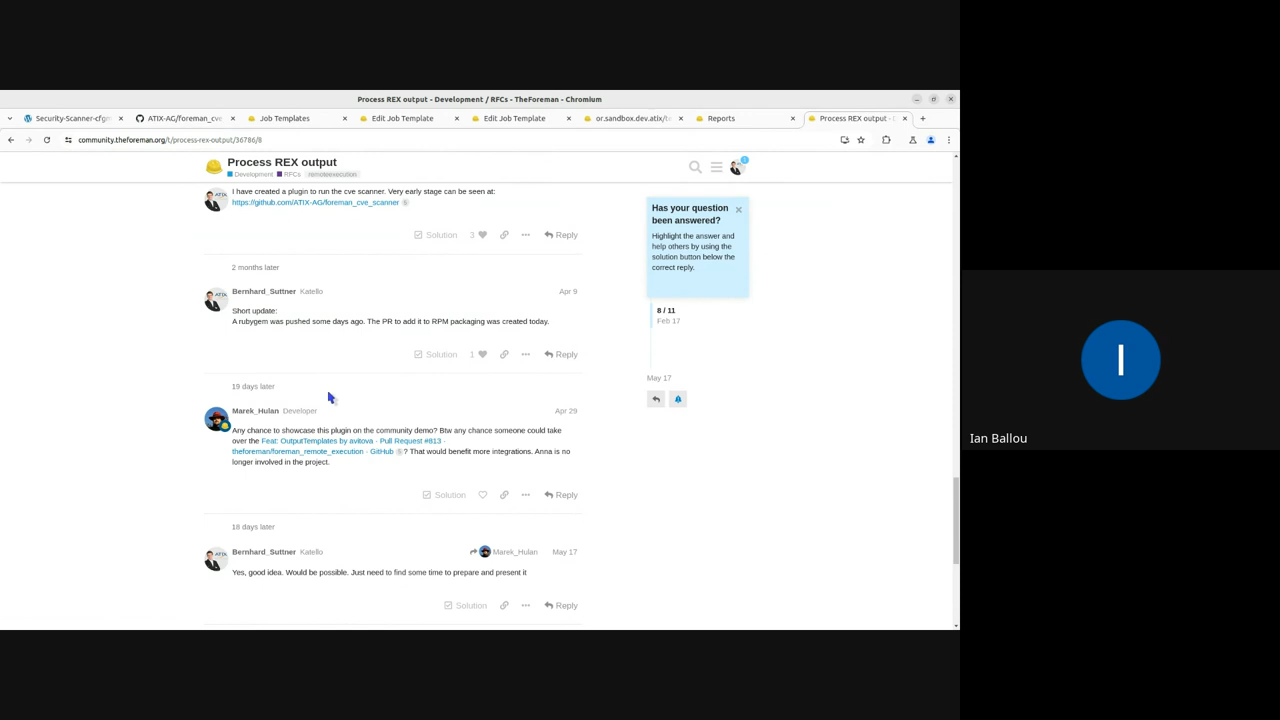 Process REX output - Development / RFCs - TheForeman - Chromium
Security-Scanner-cfgm
ATIX-AG/foreman_cve_
Job Templates
Edit Job Template
Edit Job Template
or.sandbox.dev.atix/te
Reports
Process REX output -
community.theforeman.org/t/process-rex-output/36786/8
Process REX output
Development RFCs remoteexecution
I have created a plugin to run the cve scanner. Very early stage can be seen at:
https://github.com/ATIX-AG/foreman_cve_scanner
Solution 3 Reply
2 months later
Bernhard_Suttner Katello Apr 9
Short update:
A rubygem was pushed some days ago. The PR to add it to RPM packaging was created today.
Solution 1 Reply
19 days later
Marek_Hulan Developer Apr 29
Any chance to showcase this plugin on the community demo? Btw any chance someone could take
over the Feat: OutputTemplates by avitova · Pull Request #813 ·
theforeman/foreman_remote_execution · GitHub ? That would benefit more integrations. Anna is no
longer involved in the project.
Solution Reply
18 days later
Bernhard_Suttner Katello Marek_Hulan May 17
Yes, good idea. Would be possible. Just need to find some time to prepare and present it
Solution Reply
Has your question
been answered?
Highlight the answer and
help others by using the
solution button below the
correct reply.
8 / 11
Feb 17
May 17
I
Ian Ballou